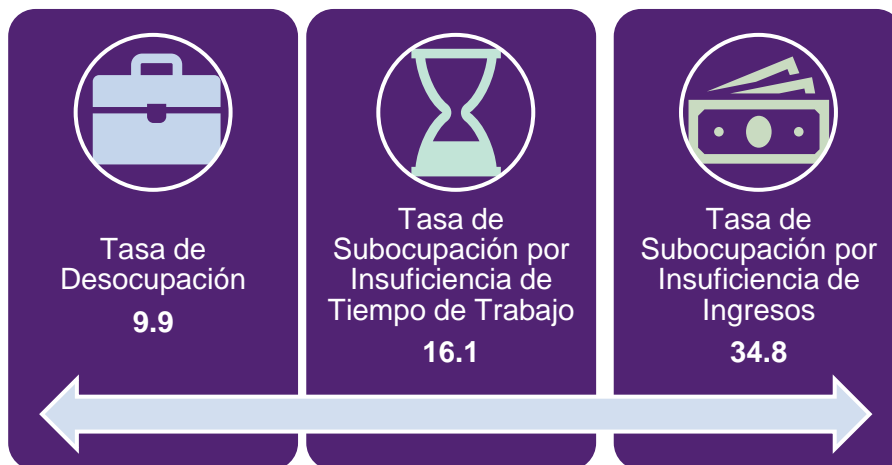 Tasa de
Desocupación
9.9
Tasa de
Subocupación por
Insuficiencia de
Tiempo de Trabajo
16.1
Tasa de
Subocupación por
Insuficiencia de
Ingresos
34.8